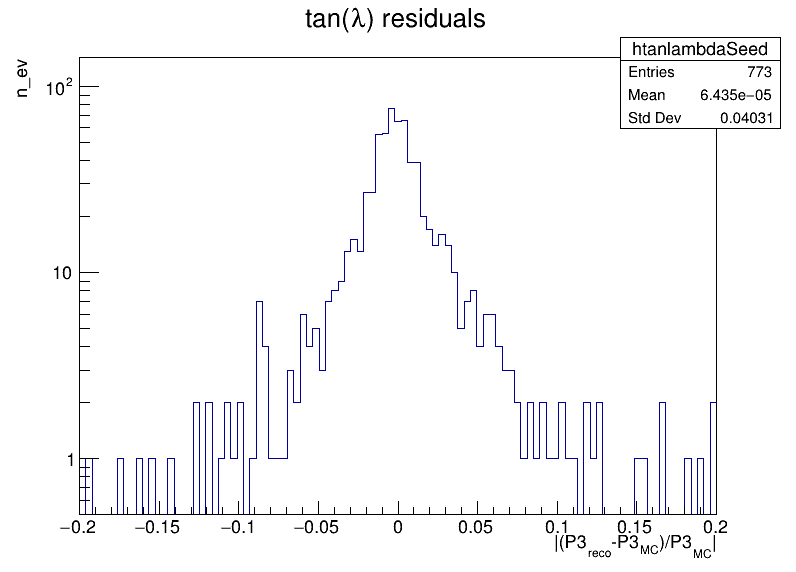 tan(λ) residuals
htanlambdaSeed
Entries 773
Mean 6.435e−05
Std Dev 0.04031
n_ev
10²
10
1
−0.2 −0.15 −0.1 −0.05 0 0.05 0.1 0.15 0.2
|(P3reco-P3MC)/P3MC|